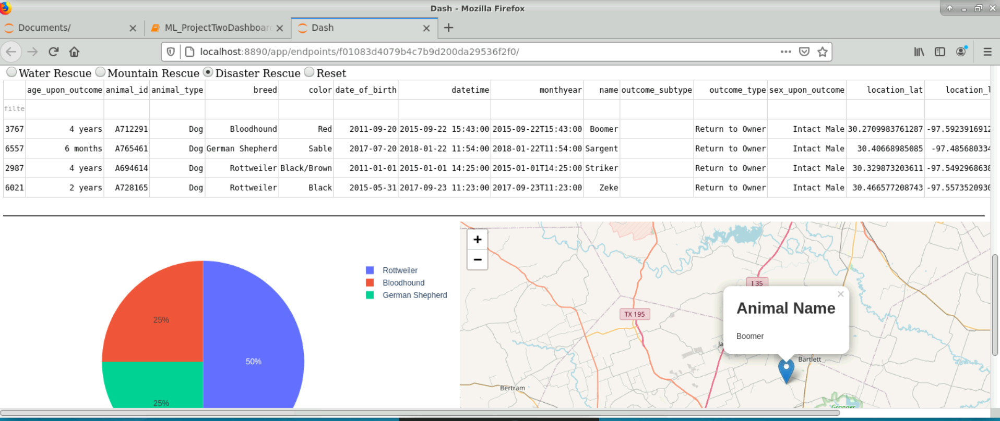 Dash - Mozilla Firefox
Documents/ ML_ProjectTwoDashboard Dash
localhost:8890/app/endpoints/f01083d4079b4c7b9d200da29536f2f0/
Water Rescue Mountain Rescue Disaster Rescue Reset
age_upon_outcome animal_id animal_type breed color date_of_birth datetime monthyear name outcome_subtype outcome_type sex_upon_outcome location_lat location_l
filte
3767 4 years A712291 Dog Bloodhound Red 2011-09-20 2015-09-22 15:43:00 2015-09-22T15:43:00 Boomer Return to Owner Intact Male 30.2709983761287 -97.5923916912
6557 6 months A765461 Dog German Shepherd Sable 2017-07-20 2018-01-22 11:54:00 2018-01-22T11:54:00 Sargent Return to Owner Intact Male 30.40668985085 -97.485680334
2987 4 years A694614 Dog Rottweiler Black/Brown 2011-01-01 2015-01-01 14:25:00 2015-01-01T14:25:00 Striker Return to Owner Intact Male 30.329873203611 -97.5492968638
6021 2 years A728165 Dog Rottweiler Black 2015-05-31 2017-09-23 11:23:00 2017-09-23T11:23:00 Zeke Return to Owner Intact Male 30.466577208743 -97.5573520930
Rottweiler
Bloodhound
German Shepherd
25%
50%
25%
+
−
I 35
TX 195
Animal Name
Boomer
Ja
Bartlett
Bertram
Granger